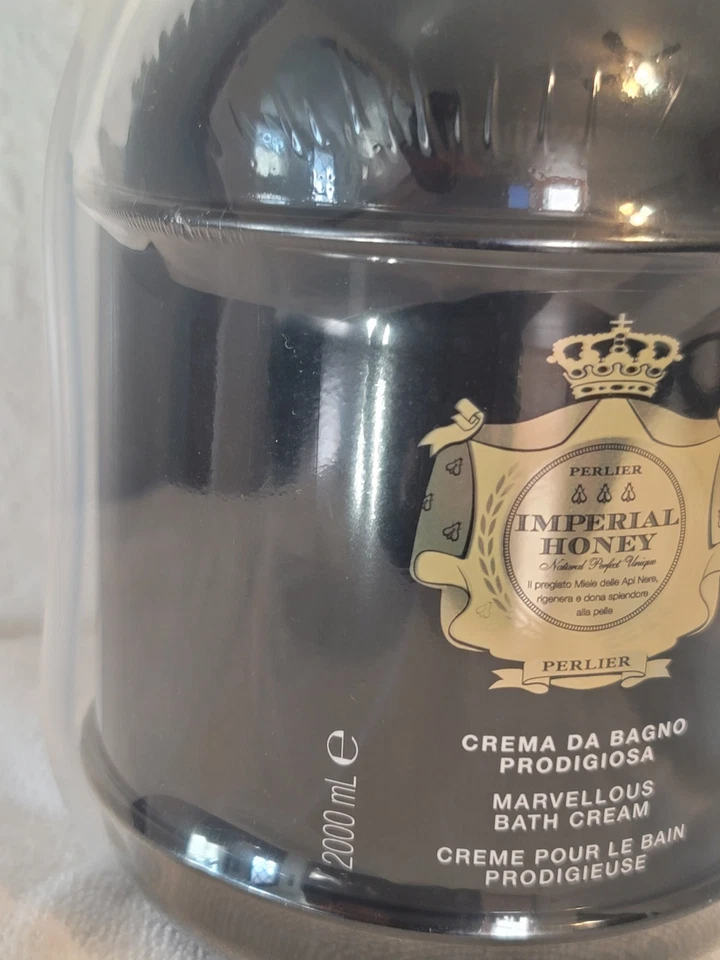 PERLIER
IMPERIAL
HONEY
Natural Perfect Unique
Il pregiato Miele delle Api Nere,
rigenera e dona splendore
alla pelle
PERLIER
CREMA DA BAGNO
PRODIGIOSA
MARVELLOUS
BATH CREAM
CREME POUR LE BAIN
PRODIGIEUSE
2000 mL e